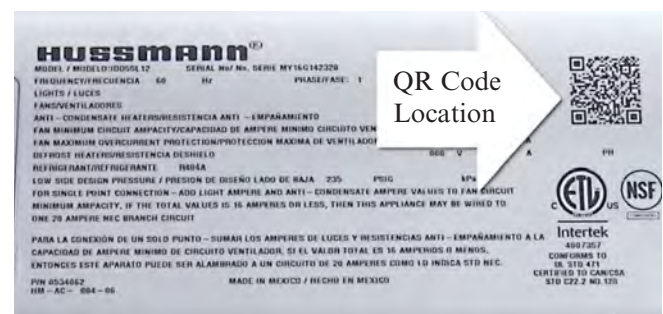 HUSSMANN®
MODEL / MODELO: IDD5SL12 SERIAL No/ No. SERIE MY16G142320
FREQUENCY/FRECUENCIA 60 Hz PHASE/FASE: 1
LIGHTS / LUCES
FANS/VENTILADORES
ANTI – CONDENSATE HEATERS/RESISTENCIA ANTI – EMPAÑAMIENTO
FAN MINIMUM CIRCUIT AMPACITY/CAPACIDAD DE AMPERE MINIMO CIRCUITO VEN
FAN MAXIMUM OVERCURRENT PROTECTION/PROTECCION MAXIMA DE VENTILADOR
DEFROST HEATERS/RESISTENCIA DESHIELO V A PH
REFRIGERANT/REFRIGERANTE R404A
LOW SIDE DESIGN PRESSURE / PRESION DE DISEÑO LADO DE BAJA 235 PSIG kPa
FOR SINGLE POINT CONNECTION – ADD LIGHT AMPERE AND ANTI – CONDENSATE AMPERE VALUES TO FAN CIRCUIT
MINIMUM AMPACITY, IF THE TOTAL VALUES IS 16 AMPERES OR LESS, THEN THIS APPLIANCE MAY BE WIRED TO
ONE 20 AMPERE NEC BRANCH CIRCUIT
PARA LA CONEXIÓN DE UN SOLO PUNTO – SUMAR LOS AMPERES DE LUCES Y RESISTENCIAS ANTI – EMPAÑAMIENTO A LA
CAPACIDAD DE AMPERE MINIMO DE CIRCUITO VENTILADOR, SI EL VALOR TOTAL ES 16 AMPERIOS O MENOS,
ENTONCES ESTE APARATO PUEDE SER ALAMBRADO A UN CIRCUITO DE 20 AMPERES COMO LO INDICA STD NEC.
P/N 0534062 MADE IN MEXICO / HECHO EN MEXICO
HM – AC – 004 – 06
QR Code
Location
C ETL US
NSF
Intertek
4007357
CONFORMS TO
UL STD 471
CERTIFIED TO CAN/CSA
STD C22.2 NO.120